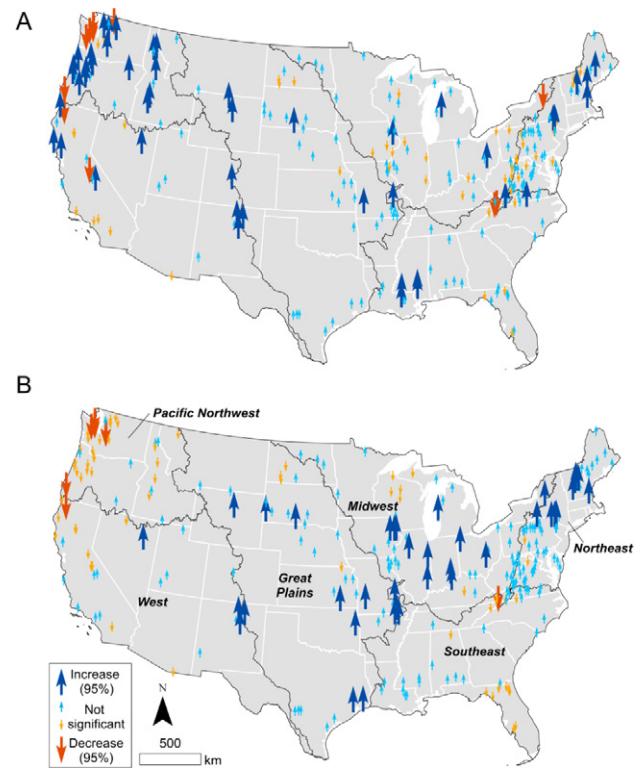 A
B
Pacific Northwest
Midwest
Northeast
Great
Plains
West
Southeast
Increase
(95%)
Not
significant
Decrease
(95%)
N
500
km